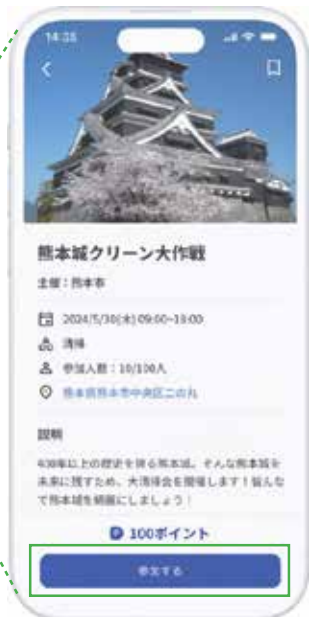 14:35
熊本城クリーン大作戦
主催：熊本市
2024/5/30(木) 09:00~13:00
清掃
参加人数：10/100人
熊本県熊本市中央区二の丸
説明
400年以上の歴史を誇る熊本城。そんな熊本城を
未来に残すため、大清掃会を開催します！皆んな
で熊本城を綺麗にしましょう！
100ポイント